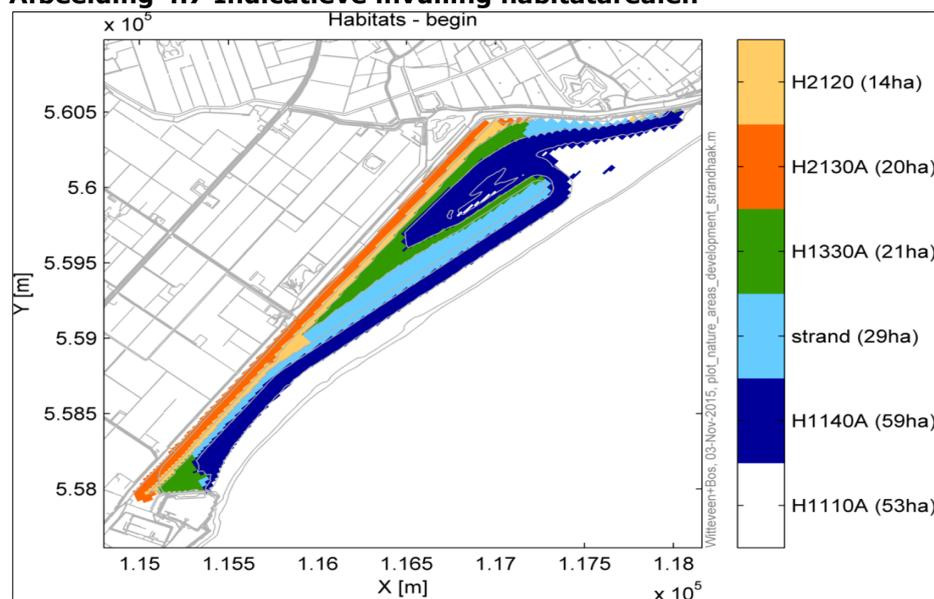 Afbeelding 4.7 Indicatieve invulling habitatarealen
Habitats - begin
x 10⁵
5.605
5.6
5.595
5.59
5.585
5.58
Y [m]
1.15
1.155
1.16
1.165
1.17
1.175
1.18
X [m]
x 10⁵
Witteveen+Bos, 03-Nov-2015, plot_nature_areas_development_strandhaak.m
H2120 (14ha)
H2130A (20ha)
H1330A (21ha)
strand (29ha)
H1140A (59ha)
H1110A (53ha)